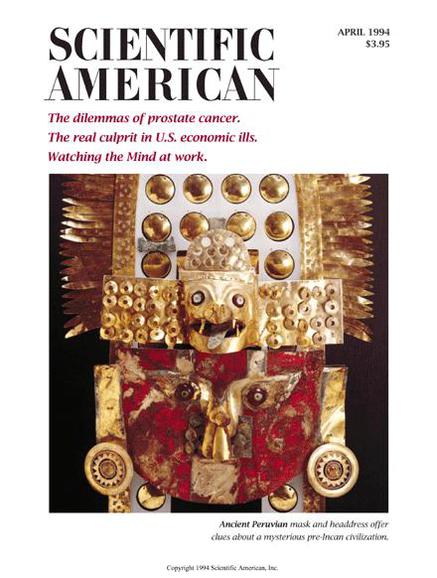 SCIENTIFIC
AMERICAN
APRIL 1994
$3.95
The dilemmas of prostate cancer.
The real culprit in U.S. economic ills.
Watching the Mind at work.
Ancient Peruvian mask and headdress offer
clues about a mysterious pre-Incan civilization.
Copyright 1994 Scientific American, Inc.